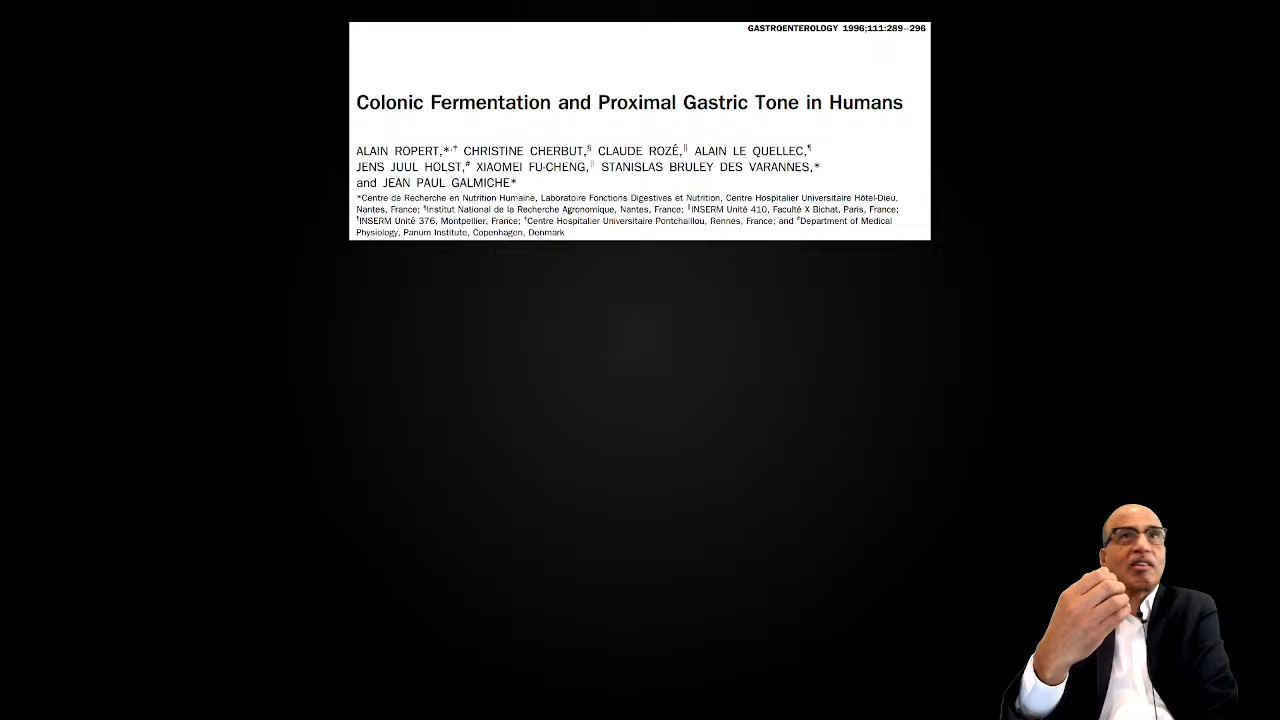 GASTROENTEROLOGY 1996;111:289–296
Colonic Fermentation and Proximal Gastric Tone in Humans
ALAIN ROPERT,*,† CHRISTINE CHERBUT,§ CLAUDE ROZÉ,‖ ALAIN LE QUELLEC,¶
JENS JUUL HOLST,# XIAOMEI FU-CHENG,‖ STANISLAS BRULEY DES VARANNES,*
and JEAN PAUL GALMICHE*
*Centre de Recherche en Nutrition Humaine, Laboratoire Fonctions Digestives et Nutrition, Centre Hospitalier Universitaire Hôtel-Dieu,
Nantes, France; §Institut National de la Recherche Agronomique, Nantes, France; ‖INSERM Unité 410, Faculté X Bichat, Paris, France;
¶INSERM Unité 376, Montpellier, France; †Centre Hospitalier Universitaire Pontchaillou, Rennes, France; and #Department of Medical
Physiology, Panum Institute, Copenhagen, Denmark